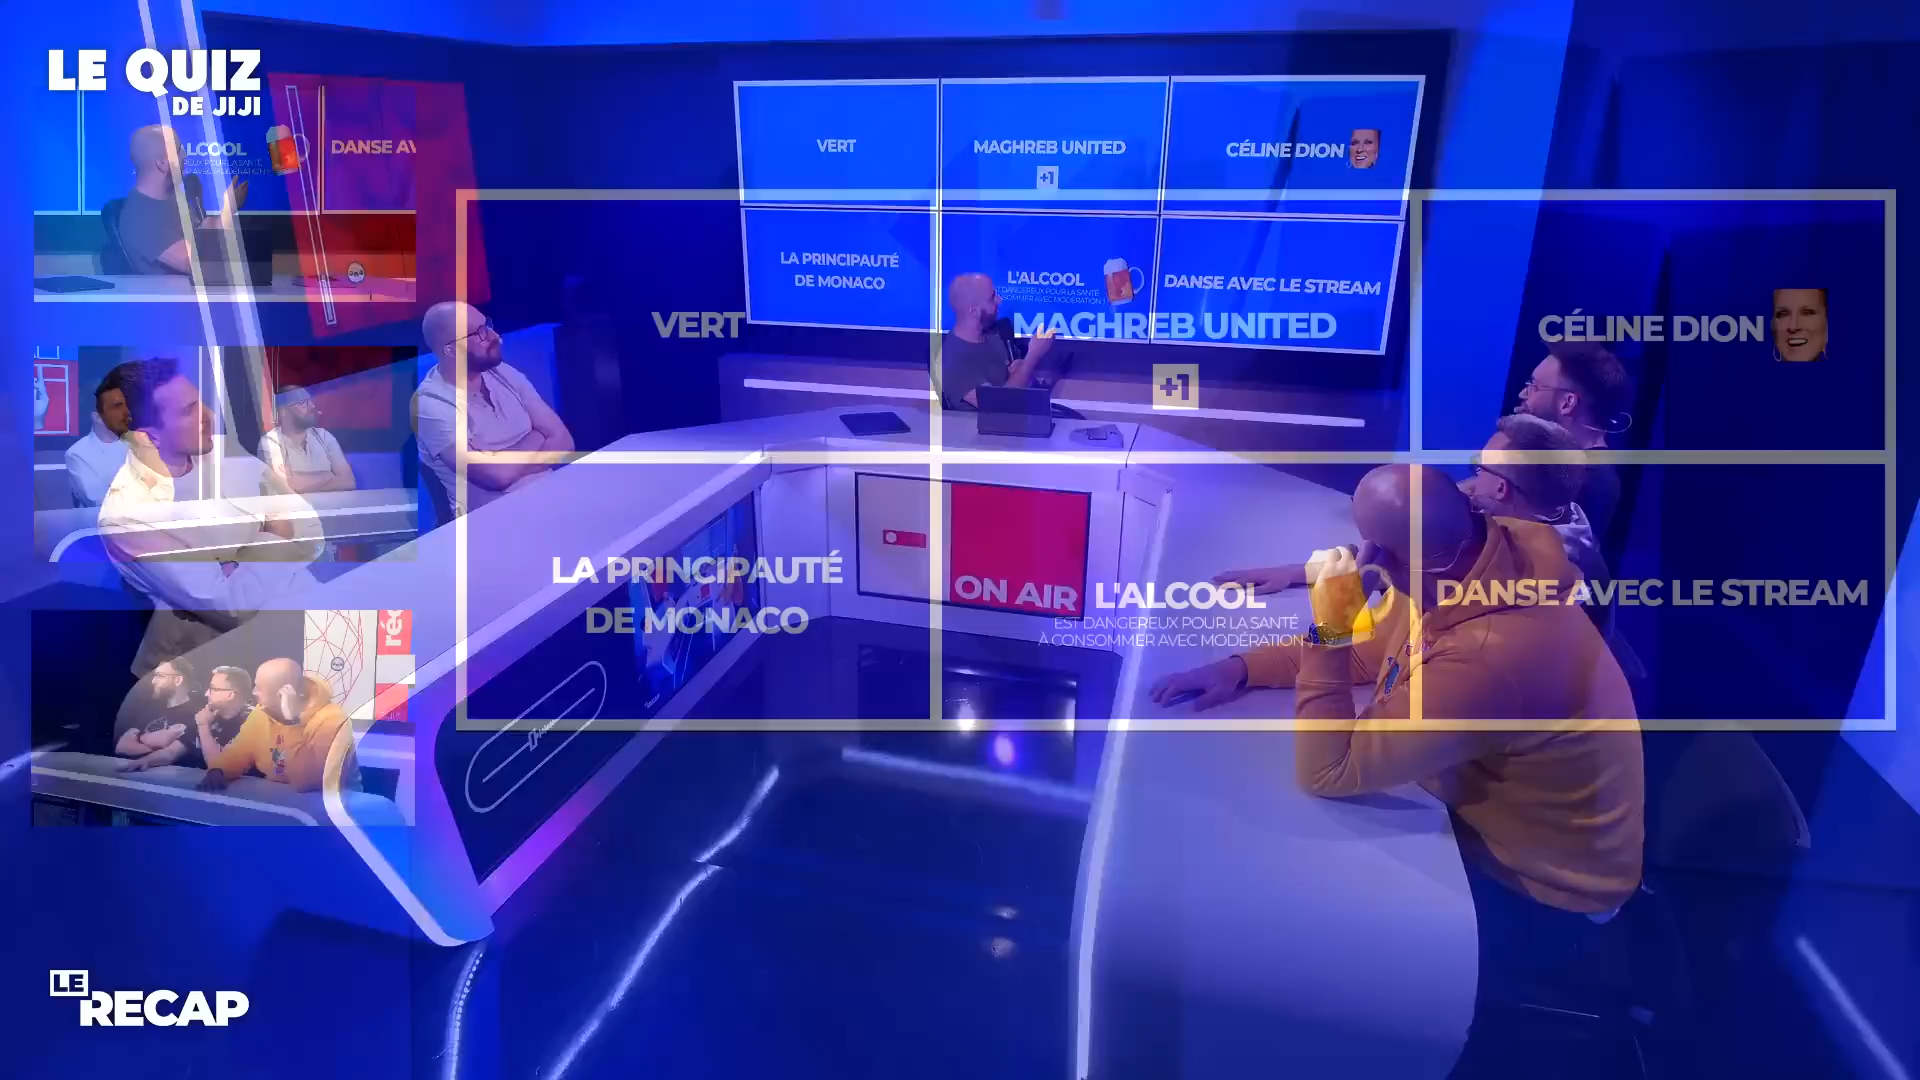 LE QUIZ
DE JIJI
DANSE AV
VERT
MAGHREB UNITED
+1
CÉLINE DION
LA PRINCIPAUTÉ
DE MONACO
L'ALCOOL
DANSE AVEC LE STREAM
VERT
MAGHREB UNITED
+1
CÉLINE DION
LA PRINCIPAUTÉ
DE MONACO
L'ALCOOL
EST DANGEREUX POUR LA SANTÉ
À CONSOMMER AVEC MODÉRATION !
DANSE AVEC LE STREAM
ON AIR
ré
LE
RECAP